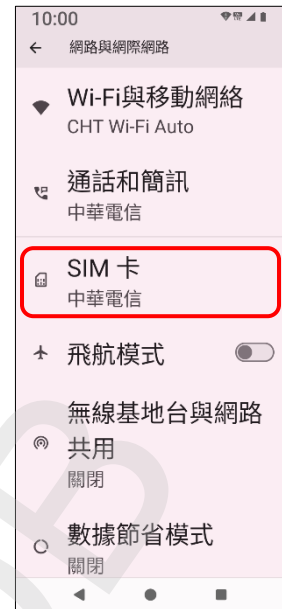 10:00
網路與網際網路
Wi-Fi與移動網絡
CHT Wi-Fi Auto
通話和簡訊
中華電信
SIM 卡
中華電信
飛航模式
無線基地台與網路
共用
關閉
數據節省模式
關閉